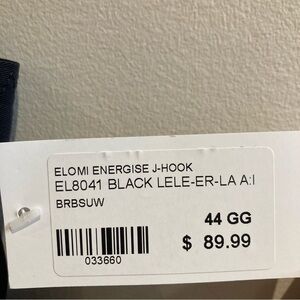 ELOMI ENERGISE J-HOOK
EL8041 BLACK LELE-ER-LA A:I
BRBSUW
44 GG
$ 89.99
033660